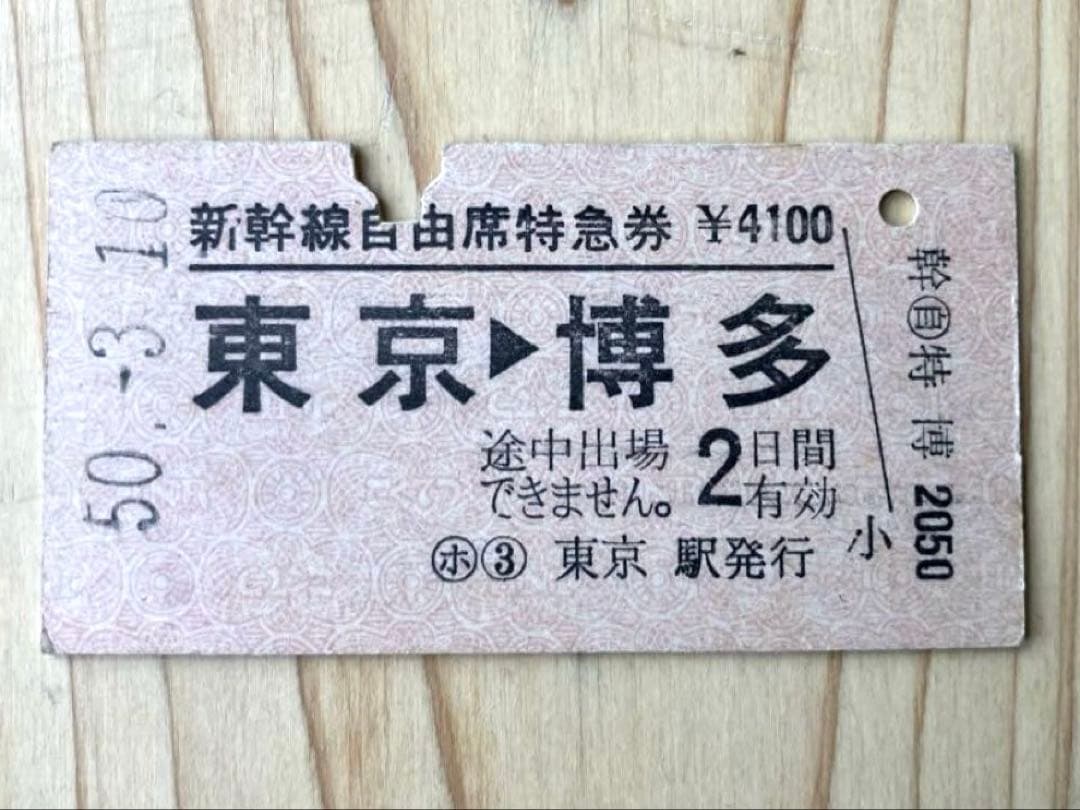 50.-3.10
新幹線自由席特急券 ¥4100
東京▶博多
途中出場できません。
2日間有効
㋭③ 東京 駅発行
小
幹㊀特 博 2050